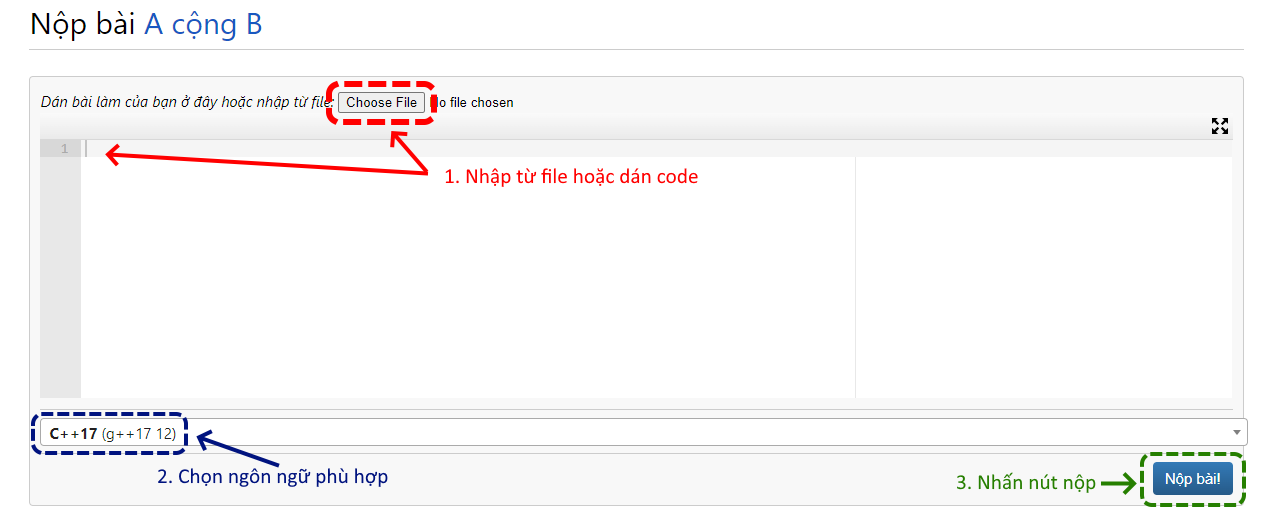 Nộp bài A cộng B
Dán bài làm của bạn ở đây hoặc nhập từ file: Choose File No file chosen
1
1. Nhập từ file hoặc dán code
C++17 (g++17 12)
2. Chọn ngôn ngữ phù hợp
3. Nhấn nút nộp
Nộp bài!